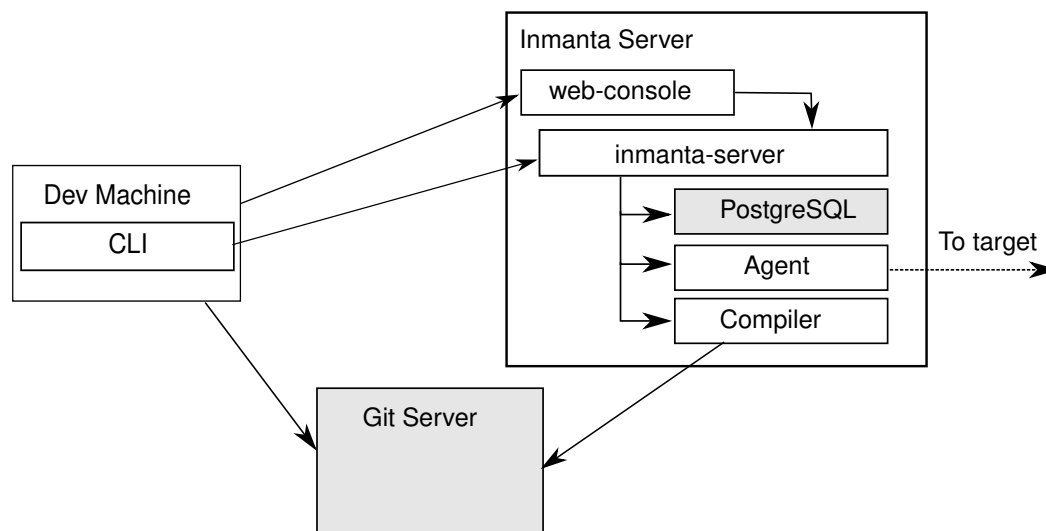 Inmanta Server
web-console
inmanta-server
Dev Machine
CLI
PostgreSQL
Agent
To target
Compiler
Git Server